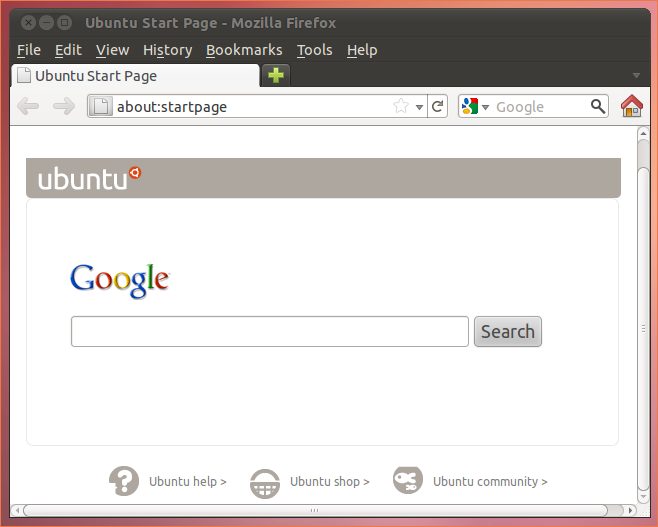 Ubuntu Start Page - Mozilla Firefox
File Edit View History Bookmarks Tools Help
Ubuntu Start Page
about:startpage Google
ubuntu
Google
Search
Ubuntu help > Ubuntu shop > Ubuntu community >